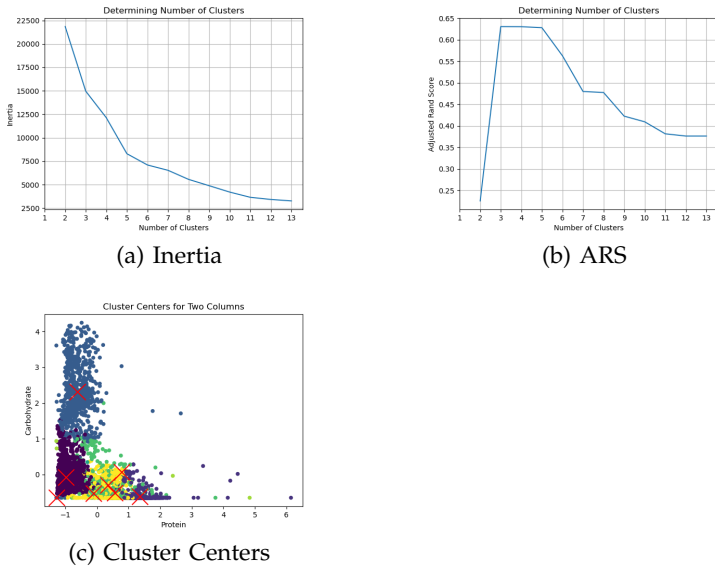 Determining Number of Clusters
22500
20000
17500
15000
12500
10000
7500
5000
2500
Inertia
1 2 3 4 5 6 7 8 9 10 11 12 13
Number of Clusters
(a) Inertia
Determining Number of Clusters
0.65
0.60
0.55
0.50
0.45
0.40
0.35
0.30
0.25
Adjusted Rand Score
1 2 3 4 5 6 7 8 9 10 11 12 13
Number of Clusters
(b) ARS
Cluster Centers for Two Columns
4
3
2
1
0
Carbohydrate
−1 0 1 2 3 4 5 6
Protein
(c) Cluster Centers